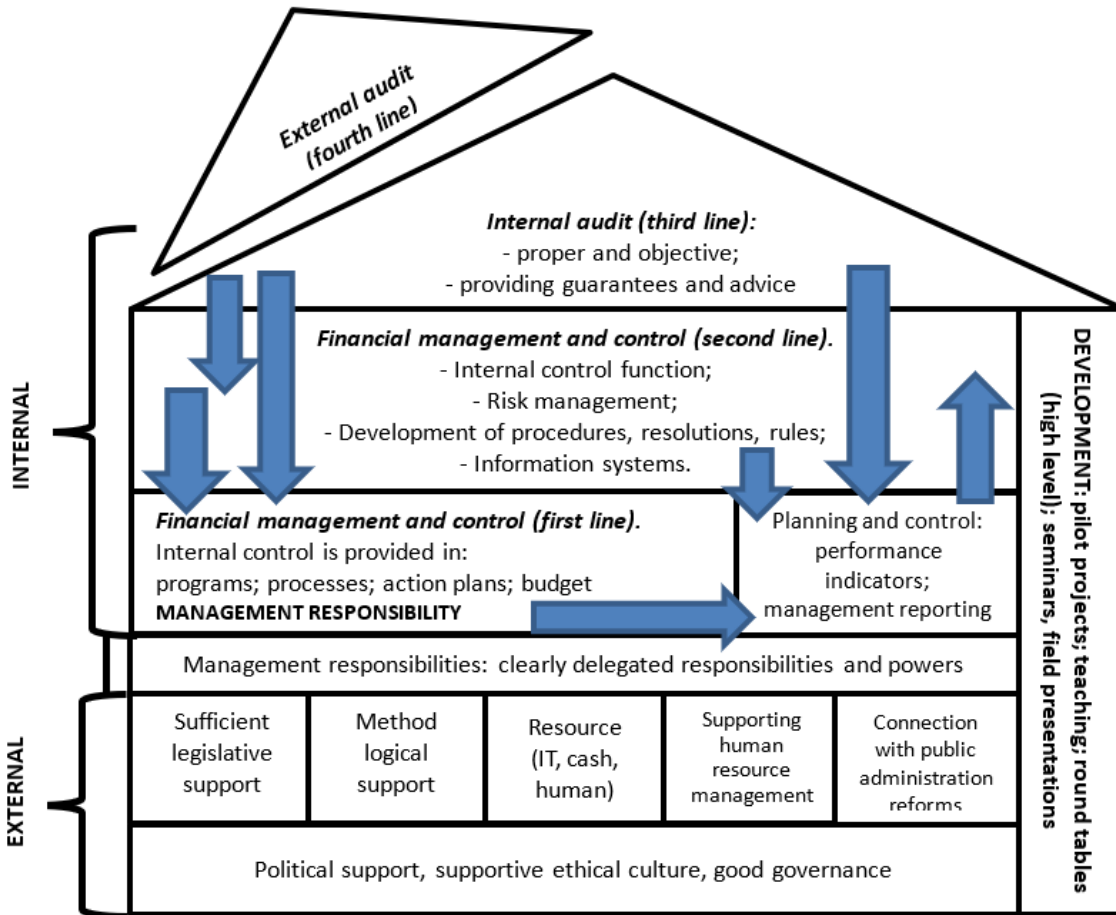 External audit
(fourth line)
Internal audit (third line):
- proper and objective;
- providing guarantees and advice
Financial management and control (second line).
- Internal control function;
- Risk management;
- Development of procedures, resolutions, rules;
- Information systems.
Financial management and control (first line).
Internal control is provided in:
programs; processes; action plans; budget
MANAGEMENT RESPONSIBILITY
Planning and control:
performance
indicators;
management reporting
Management responsibilities: clearly delegated responsibilities and powers
Sufficient
legislative
support
Method
logical
support
Resource
(IT, cash,
human)
Supporting
human
resource
management
Connection
with public
administration
reforms
Political support, supportive ethical culture, good governance
INTERNAL
EXTERNAL
DEVELOPMENT: pilot projects; teaching; round tables
(high level); seminars, field presentations